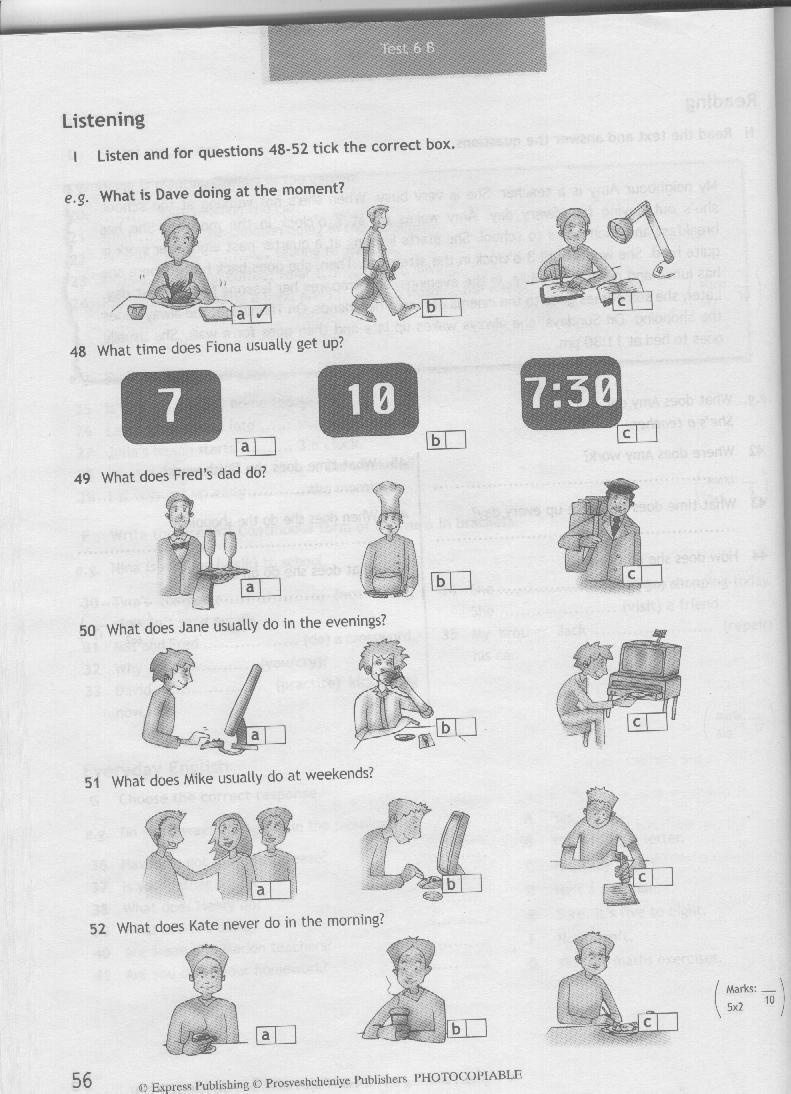 Test 6 B
Listening
I Listen and for questions 48-52 tick the correct box.
e.g. What is Dave doing at the moment?
a ✓
b
c
48 What time does Fiona usually get up?
7
10
7:30
a
b
c
49 What does Fred's dad do?
a
b
c
50 What does Jane usually do in the evenings?
a
b
c
51 What does Mike usually do at weekends?
a
b
c
52 What does Kate never do in the morning?
a
b
c
Marks: __
5x2 10
56 © Express Publishing © Prosveshcheniye Publishers PHOTOCOPIABLE